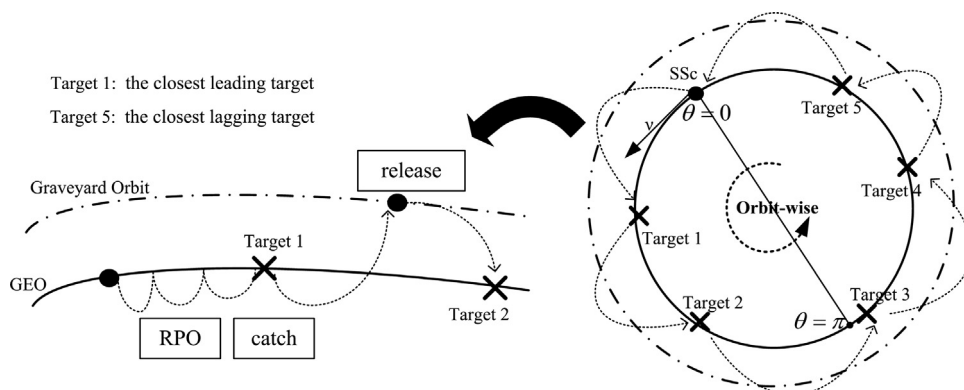 Target 1: the closest leading target
Target 5: the closest lagging target
release
Graveyard Orbit
Target 1
GEO
Target 2
RPO
catch
SSc
θ = 0
v
Target 5
Target 4
Orbit-wise
Target 1
Target 2
Target 3
θ = π